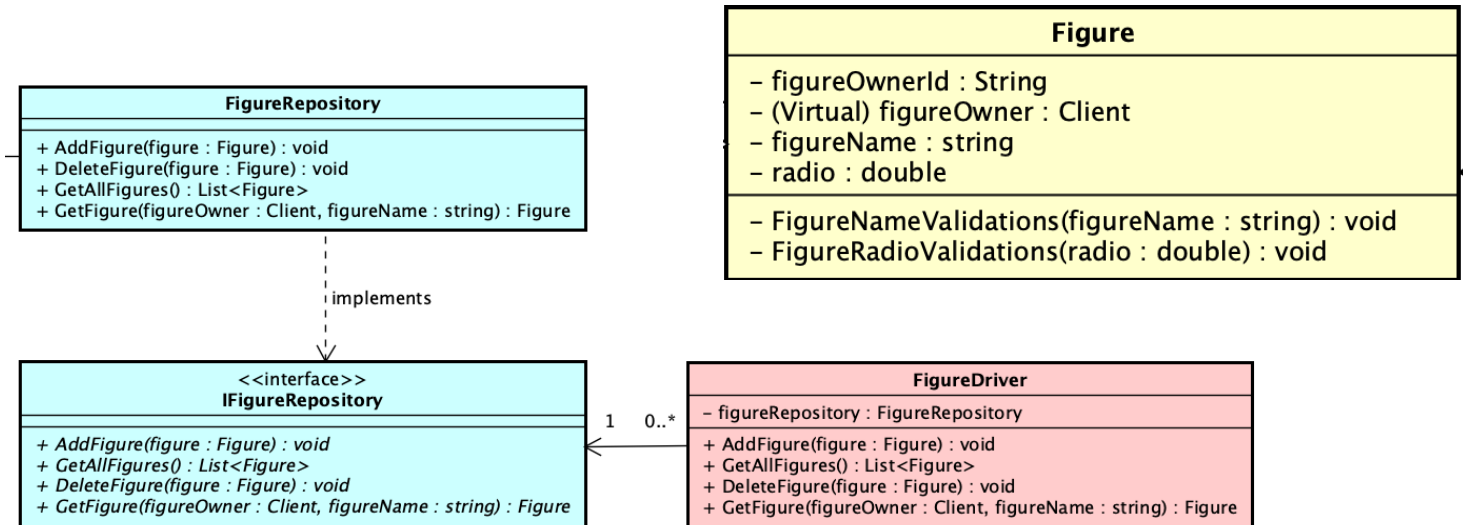 FigureRepository
+ AddFigure(figure : Figure) : void
+ DeleteFigure(figure : Figure) : void
+ GetAllFigures() : List<Figure>
+ GetFigure(figureOwner : Client, figureName : string) : Figure
Figure
– figureOwnerId : String
– (Virtual) figureOwner : Client
– figureName : string
– radio : double
– FigureNameValidations(figureName : string) : void
– FigureRadioValidations(radio : double) : void
implements
<<interface>>
IFigureRepository
+ AddFigure(figure : Figure) : void
+ GetAllFigures() : List<Figure>
+ DeleteFigure(figure : Figure) : void
+ GetFigure(figureOwner : Client, figureName : string) : Figure
1 0..*
FigureDriver
– figureRepository : FigureRepository
+ AddFigure(figure : Figure) : void
+ GetAllFigures() : List<Figure>
+ DeleteFigure(figure : Figure) : void
+ GetFigure(figureOwner : Client, figureName : string) : Figure